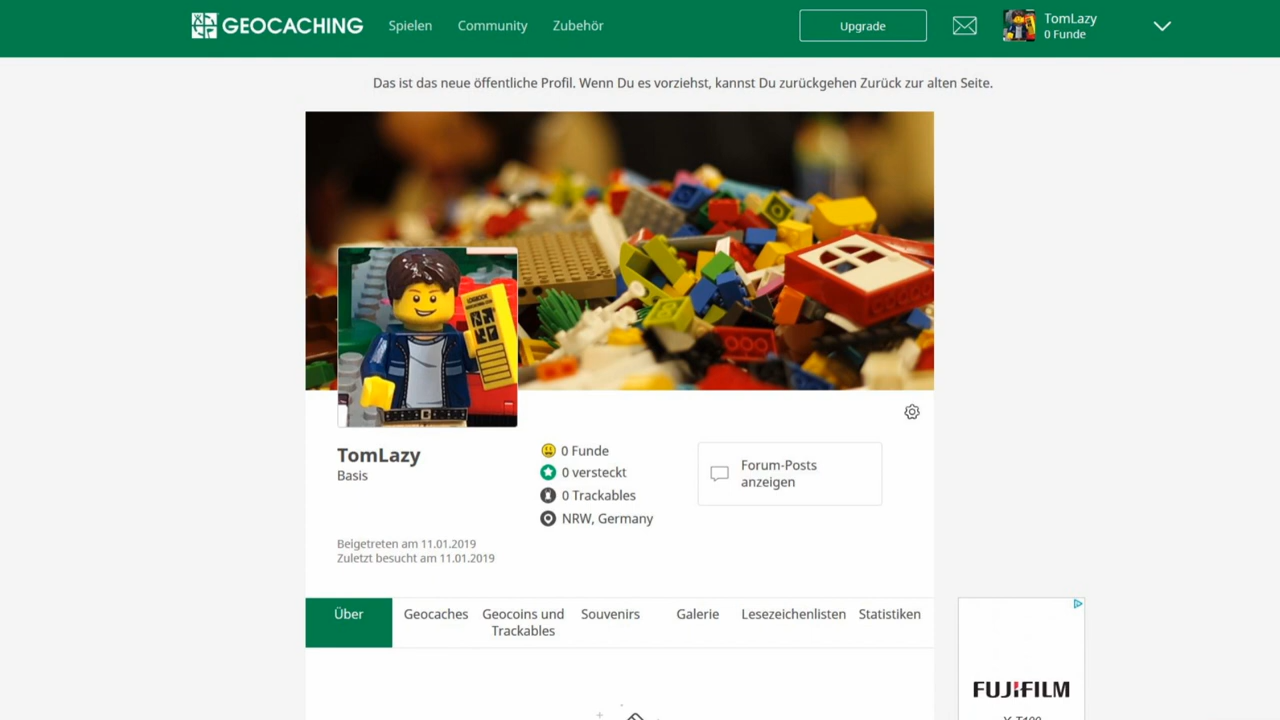 GEOCACHING
Spielen
Community
Zubehör
Upgrade
TomLazy
0 Funde
Das ist das neue öffentliche Profil. Wenn Du es vorziehst, kannst Du zurückgehen Zurück zur alten Seite.
LOGBOOK
TomLazy
Basis
0 Funde
0 versteckt
0 Trackables
NRW, Germany
Forum-Posts
anzeigen
Beigetreten am 11.01.2019
Zuletzt besucht am 11.01.2019
Über
Geocaches
Geocoins und
Trackables
Souvenirs
Galerie
Lesezeichenlisten
Statistiken
FUJIFILM